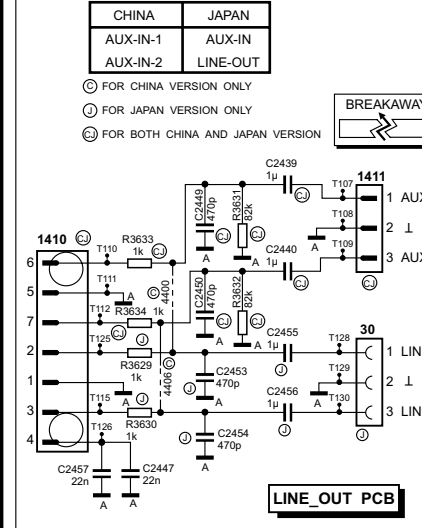 CHINA JAPAN
AUX-IN-1 AUX-IN
AUX-IN-2 LINE-OUT
C FOR CHINA VERSION ONLY
J FOR JAPAN VERSION ONLY
CJ FOR BOTH CHINA AND JAPAN VERSION
BREAKAWAY
C2439
1µ
CJ
1411
T107
1 AUX
T108
2 ⊥
A
T109
3 AUX
CJ
C2449
470p
CJ
A
R3631
82k
CJ
A
C2440
1µ
CJ
1410
CJ
T110
R3633
1k
CJ
6
T111
5
A
C
4400
T112
R3634
1k
CJ
7
T125
J
2
R3629
1k
C
4406
1
A
J
T115
3
R3630
1k
T126
4
C2450
470p
CJ
A
R3632
82k
CJ
A
C2455
1µ
J
30
T128
1 LIN
T129
2 ⊥
A
T130
3 LIN
J
C2453
470p
J
A
C2456
1µ
J
C2454
470p
J
A
C2457
22n
A
C2447
22n
A
LINE_OUT PCB